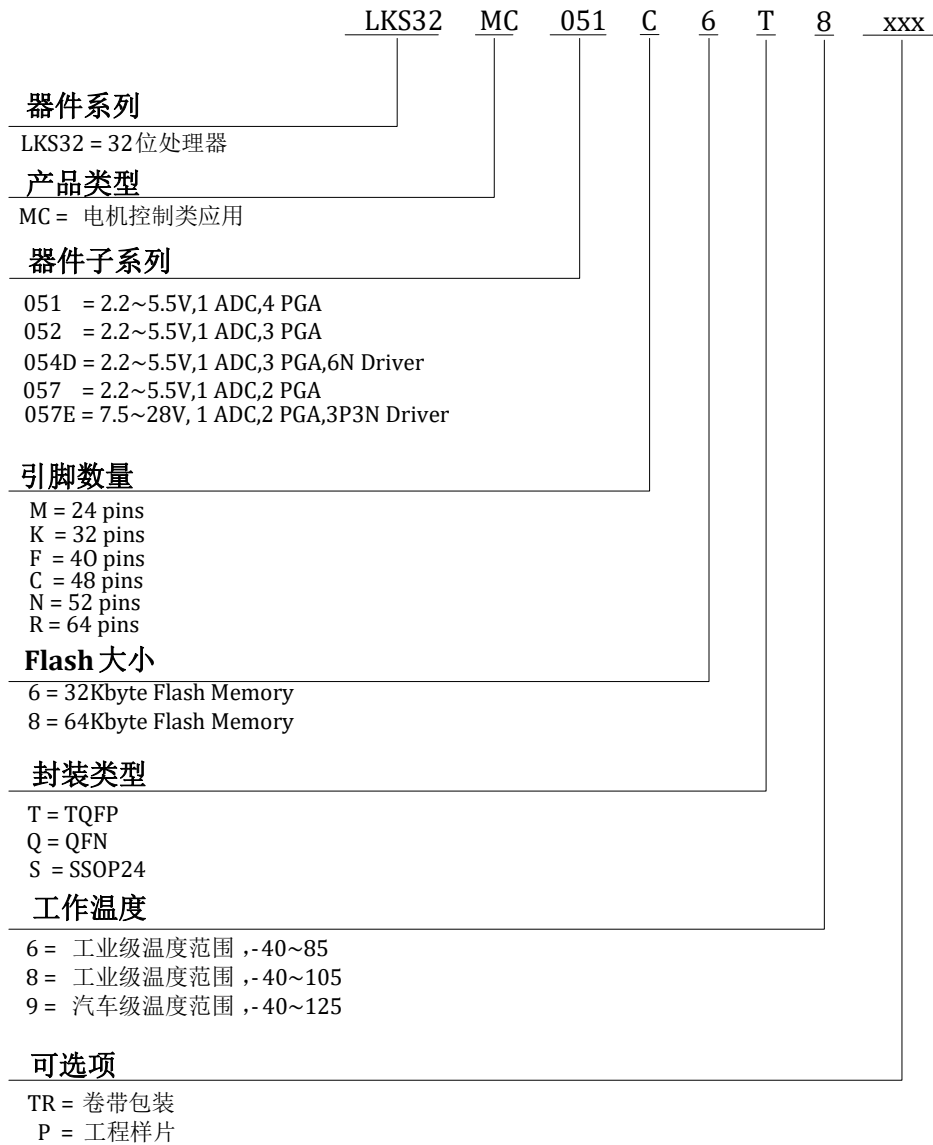 LKS32 MC 051 C 6 T 8 xxx
器件系列
LKS32 = 32位处理器
产品类型
MC = 电机控制类应用
器件子系列
051 = 2.2~5.5V,1 ADC,4 PGA
052 = 2.2~5.5V,1 ADC,3 PGA
054D = 2.2~5.5V,1 ADC,3 PGA,6N Driver
057 = 2.2~5.5V,1 ADC,2 PGA
057E = 7.5~28V, 1 ADC,2 PGA,3P3N Driver
引脚数量
M = 24 pins
K = 32 pins
F = 40 pins
C = 48 pins
N = 52 pins
R = 64 pins
Flash 大小
6 = 32Kbyte Flash Memory
8 = 64Kbyte Flash Memory
封装类型
T = TQFP
Q = QFN
S = SSOP24
工作温度
6 = 工业级温度范围，-40~85
8 = 工业级温度范围，-40~105
9 = 汽车级温度范围，-40~125
可选项
TR = 卷带包装
P = 工程样片